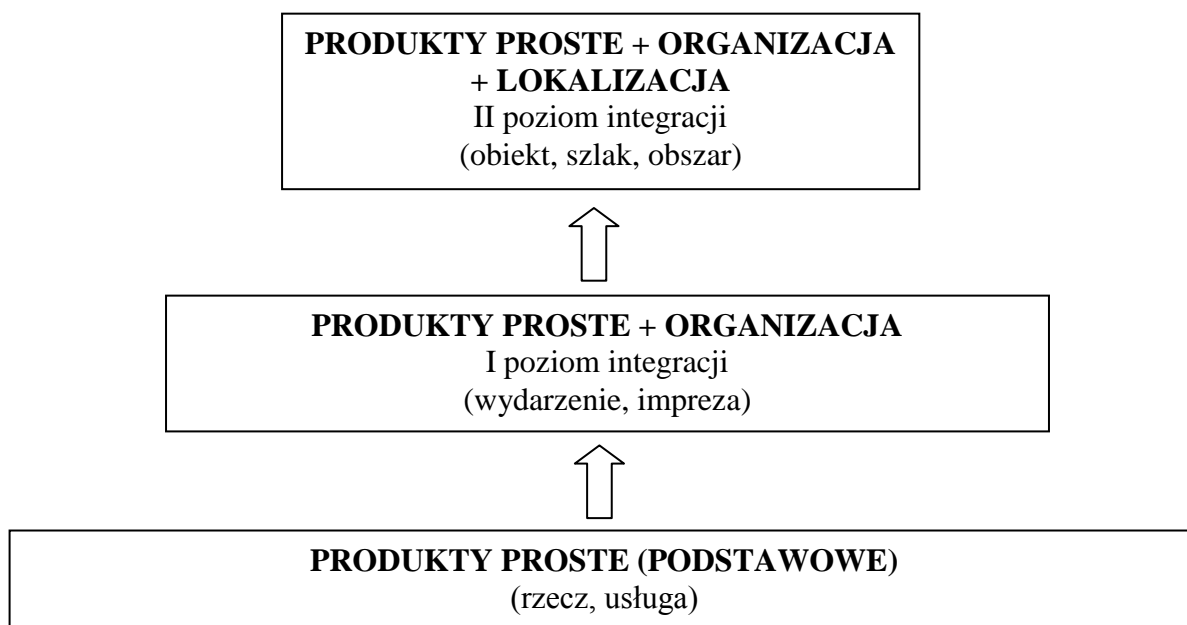 PRODUKTY PROSTE + ORGANIZACJA
+ LOKALIZACJA
II poziom integracji
(obiekt, szlak, obszar)
PRODUKTY PROSTE + ORGANIZACJA
I poziom integracji
(wydarzenie, impreza)
PRODUKTY PROSTE (PODSTAWOWE)
(rzecz, usługa)